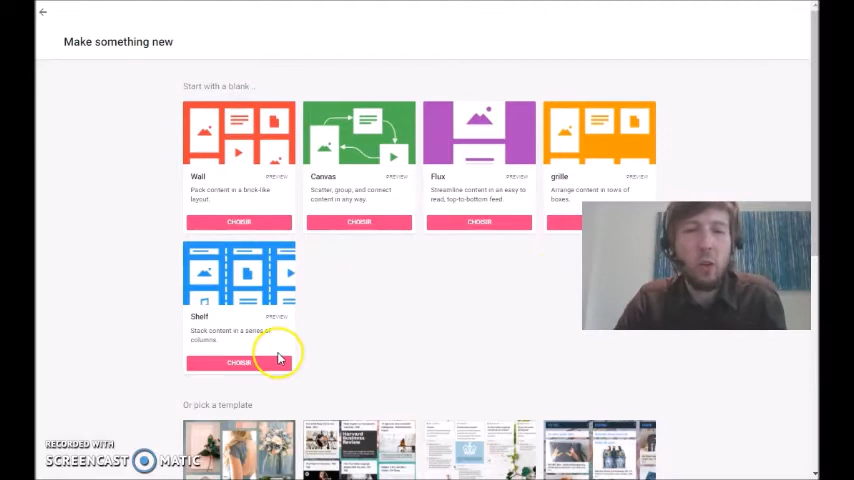 Make something new
Start with a blank ...
Wall PREVIEW
Pack content in a brick-like
layout.
CHOISIR
Canvas PREVIEW
Scatter, group, and connect
content in any way.
CHOISIR
Flux PREVIEW
Streamline content in an easy to
read, top-to-bottom feed.
CHOISIR
grille PREVIEW
Arrange content in rows of
boxes.
Shelf PREVIEW
Stack content in a series of
columns.
CHOISIR
Or pick a template
Harvard
Business
Review
RECORDED WITH
SCREENCAST MATIC